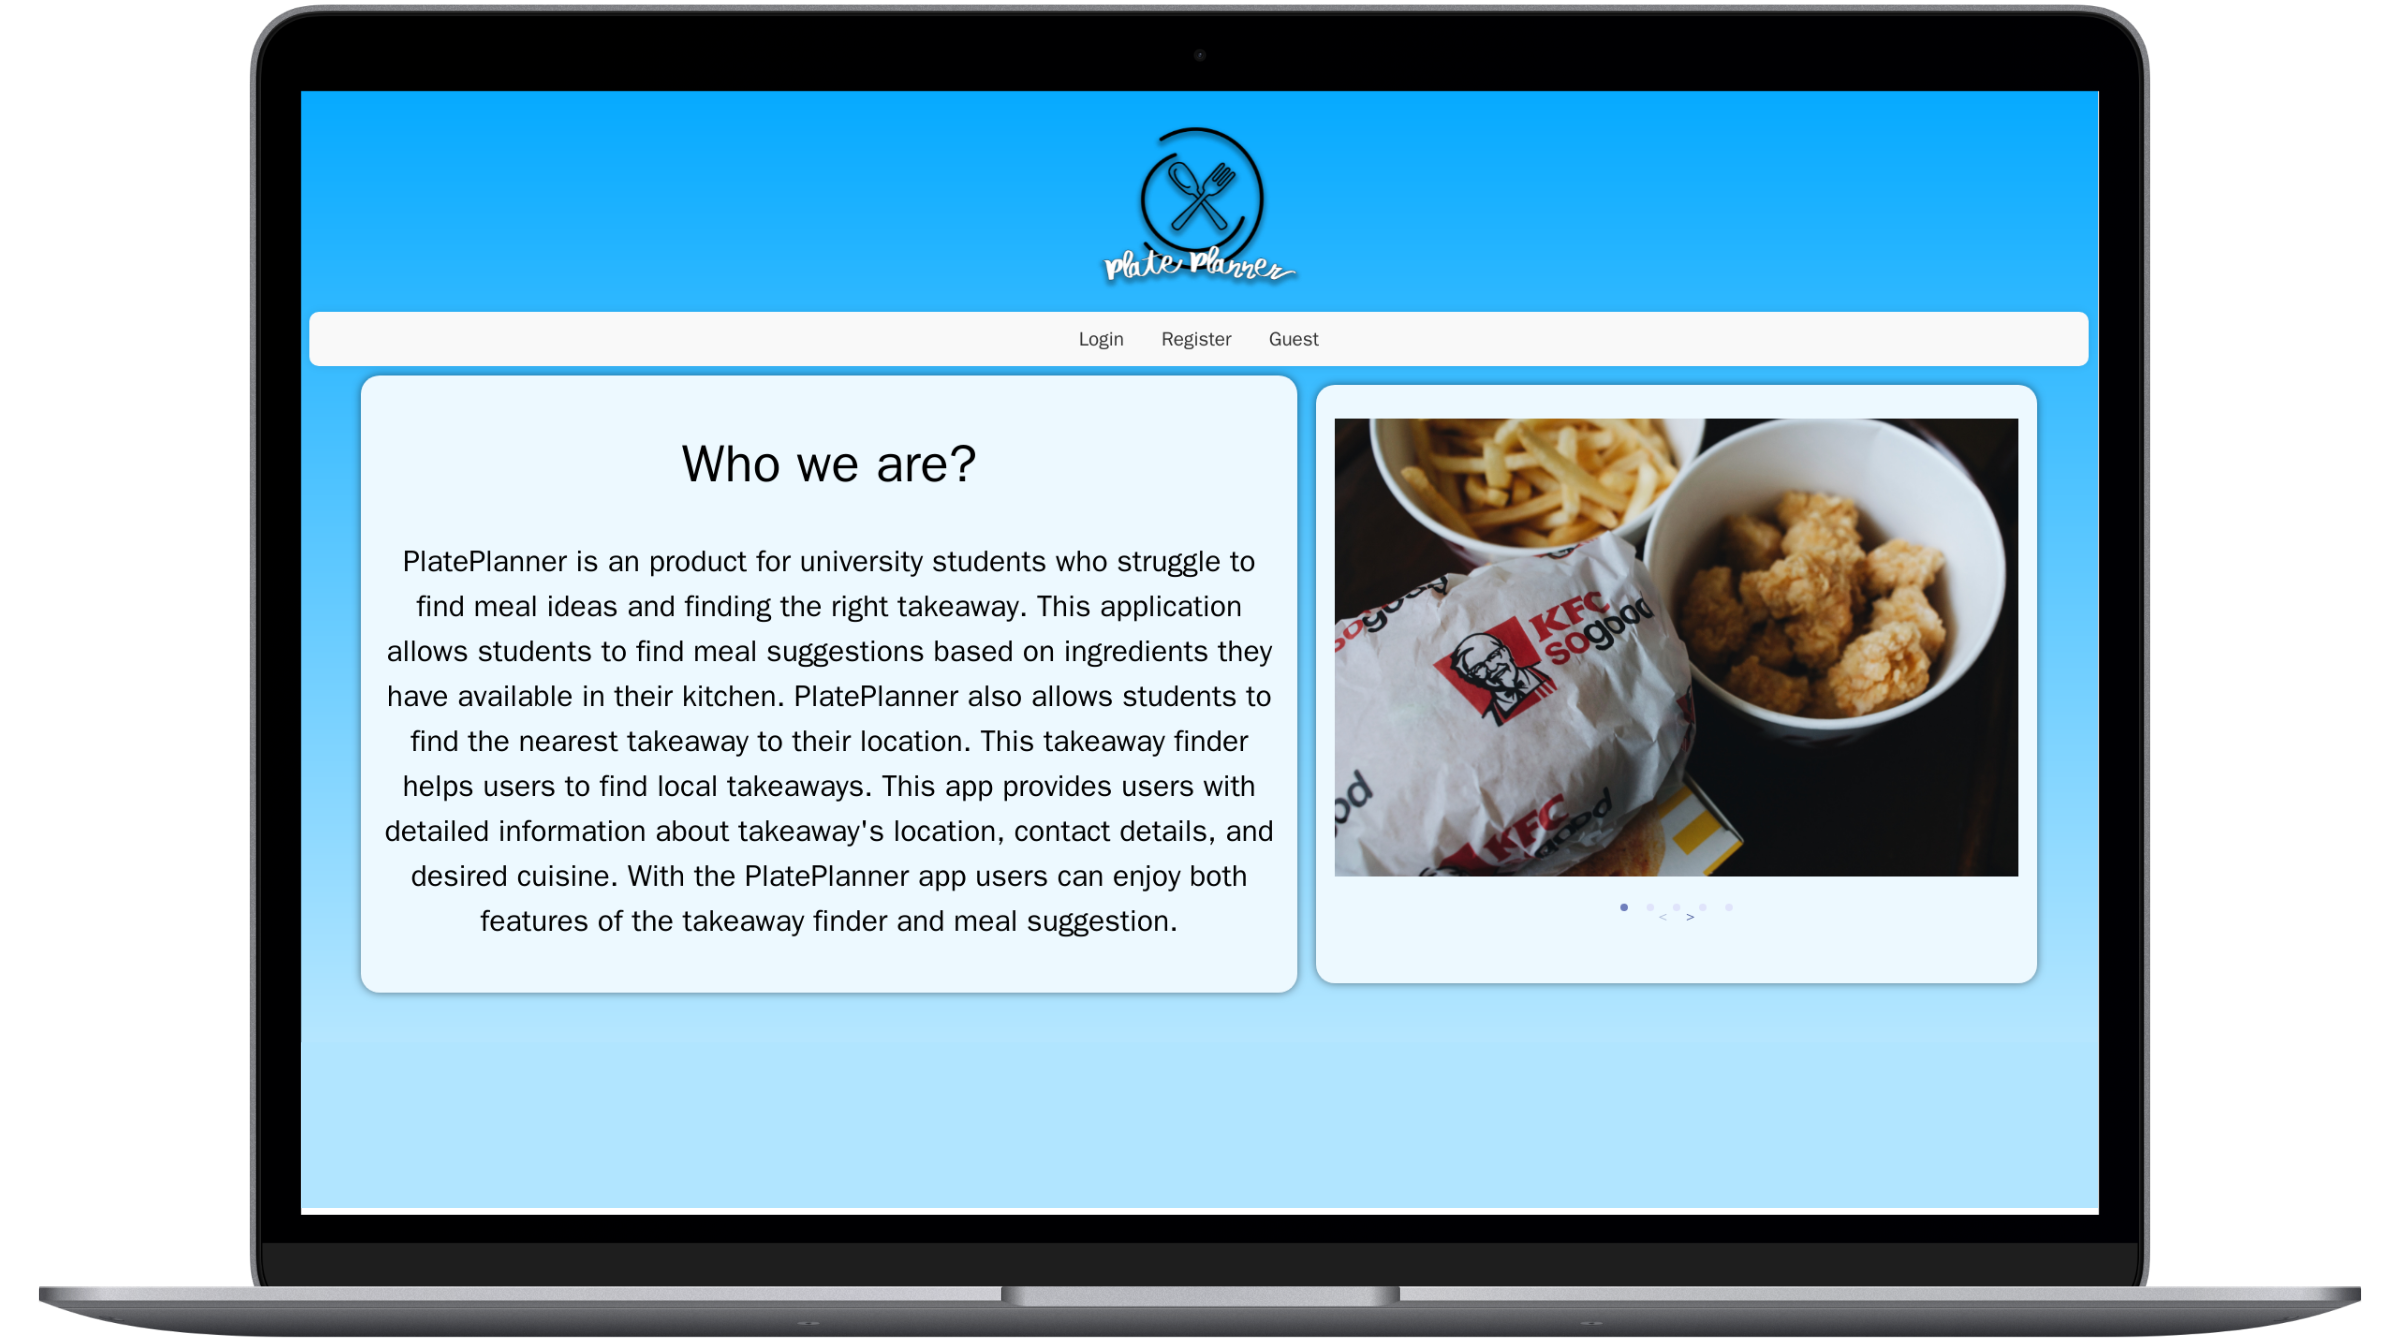 plate planner
Login Register Guest
Who we are?
PlatePlanner is an product for university students who struggle to
find meal ideas and finding the right takeaway. This application
allows students to find meal suggestions based on ingredients they
have available in their kitchen. PlatePlanner also allows students to
find the nearest takeaway to their location. This takeaway finder
helps users to find local takeaways. This app provides users with
detailed information about takeaway's location, contact details, and
desired cuisine. With the PlatePlanner app users can enjoy both
features of the takeaway finder and meal suggestion.
sogood
KFC
sogood
od
KFC
good
< >